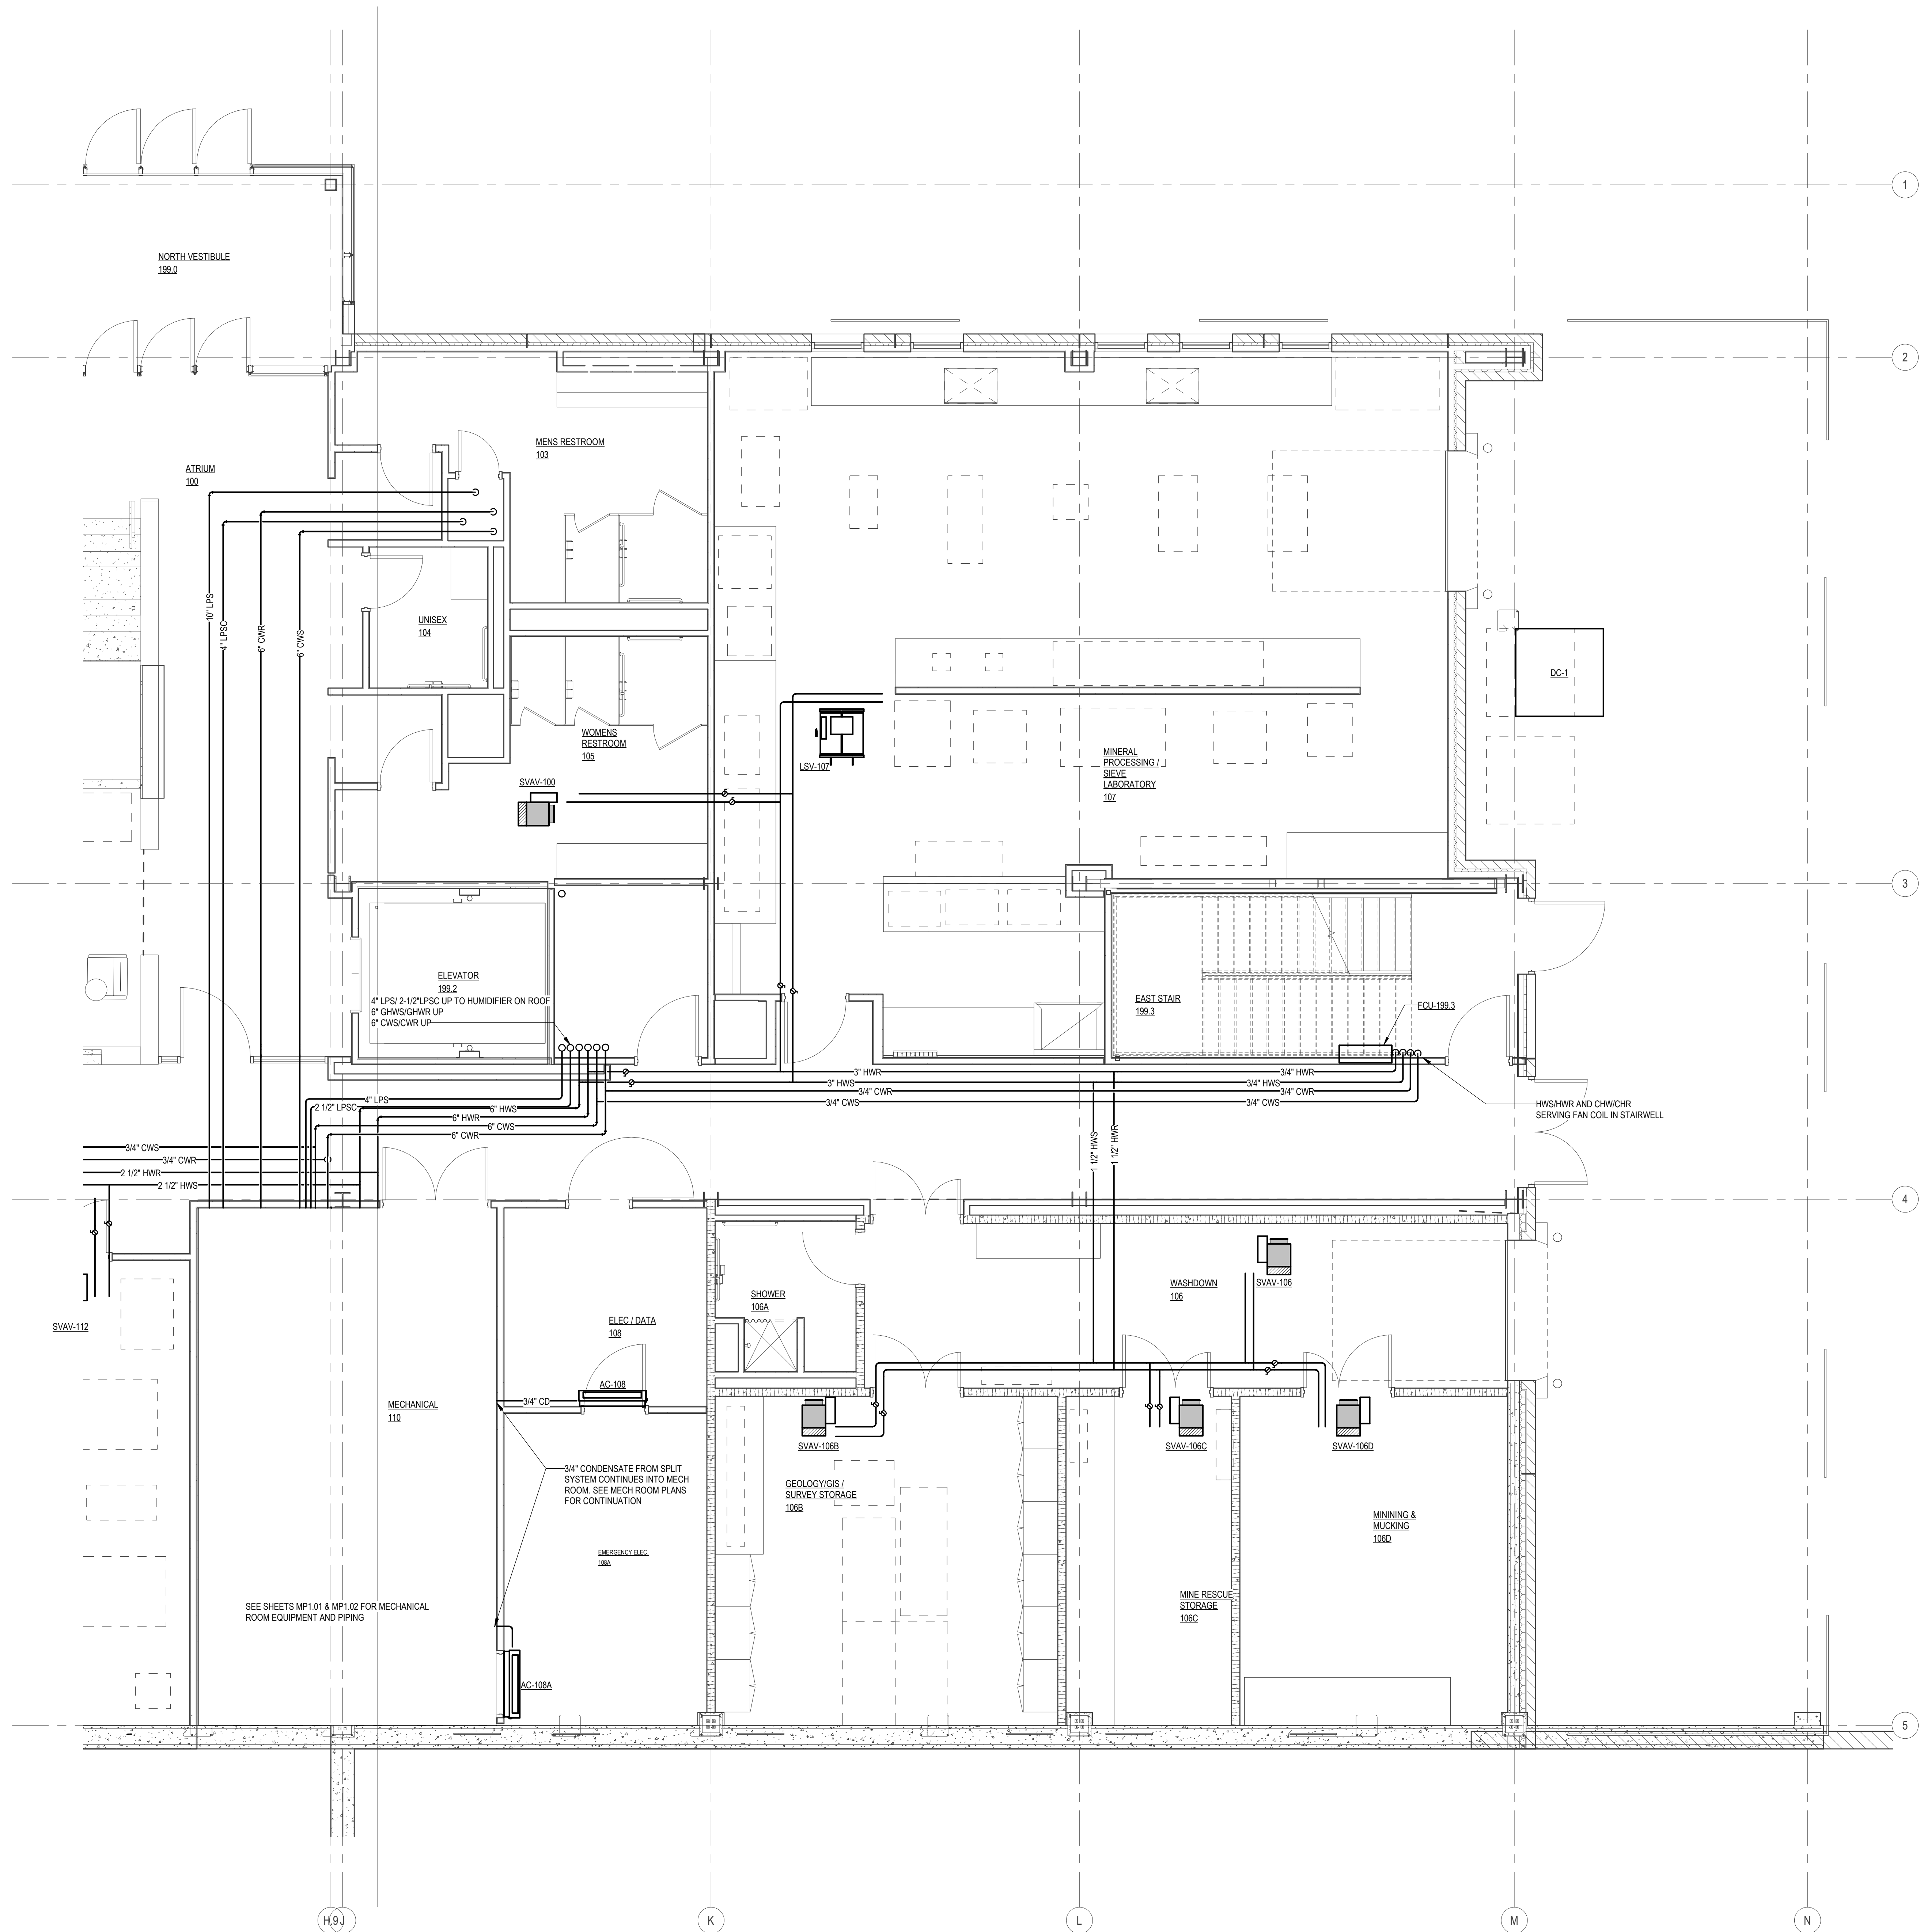 1
NORTH VESTIBULE
199.0
2
MENS RESTROOM
103
ATRIUM
100
10" LPS
4" LPSC
6" CWR
6" CWS
UNISEX
104
DC-1
WOMENS
RESTROOM
105
LSV-107
MINERAL
PROCESSING /
SIEVE
LABORATORY
107
SVAV-100
3
ELEVATOR
199.2
4" LPS/ 2-1/2"LPSC UP TO HUMIDIFIER ON ROOF
6" GHWS/GHWR UP
6" CWS/CWR UP
EAST STAIR
199.3
FCU-199.3
3" HWR
3/4" HWR
3" HWS
3/4" HWS
3/4" CWR
3/4" CWR
3/4" CWS
3/4" CWS
4" LPS
2 1/2" LPSC
6" HWS
6" HWR
6" CWS
6" CWR
HWS/HWR AND CHW/CHR
SERVING FAN COIL IN STAIRWELL
3/4" CWS
3/4" CWR
2 1/2" HWR
2 1/2" HWS
1 1/2" HWS
1 1/2" HWR
4
SHOWER
106A
WASHDOWN
106
SVAV-106
SVAV-112
ELEC / DATA
108
AC-108
3/4" CD
MECHANICAL
110
SVAV-106B
SVAV-106C
SVAV-106D
3/4" CONDENSATE FROM SPLIT
SYSTEM CONTINUES INTO MECH
ROOM. SEE MECH ROOM PLANS
FOR CONTINUATION
GEOLOGY/GIS /
SURVEY STORAGE
106B
MINING &
MUCKING
106D
EMERGENCY ELEC.
108A
MINE RESCUE
STORAGE
106C
SEE SHEETS MP1.01 & MP1.02 FOR MECHANICAL
ROOM EQUIPMENT AND PIPING
AC-108A
5
H.9
J
K
L
M
N